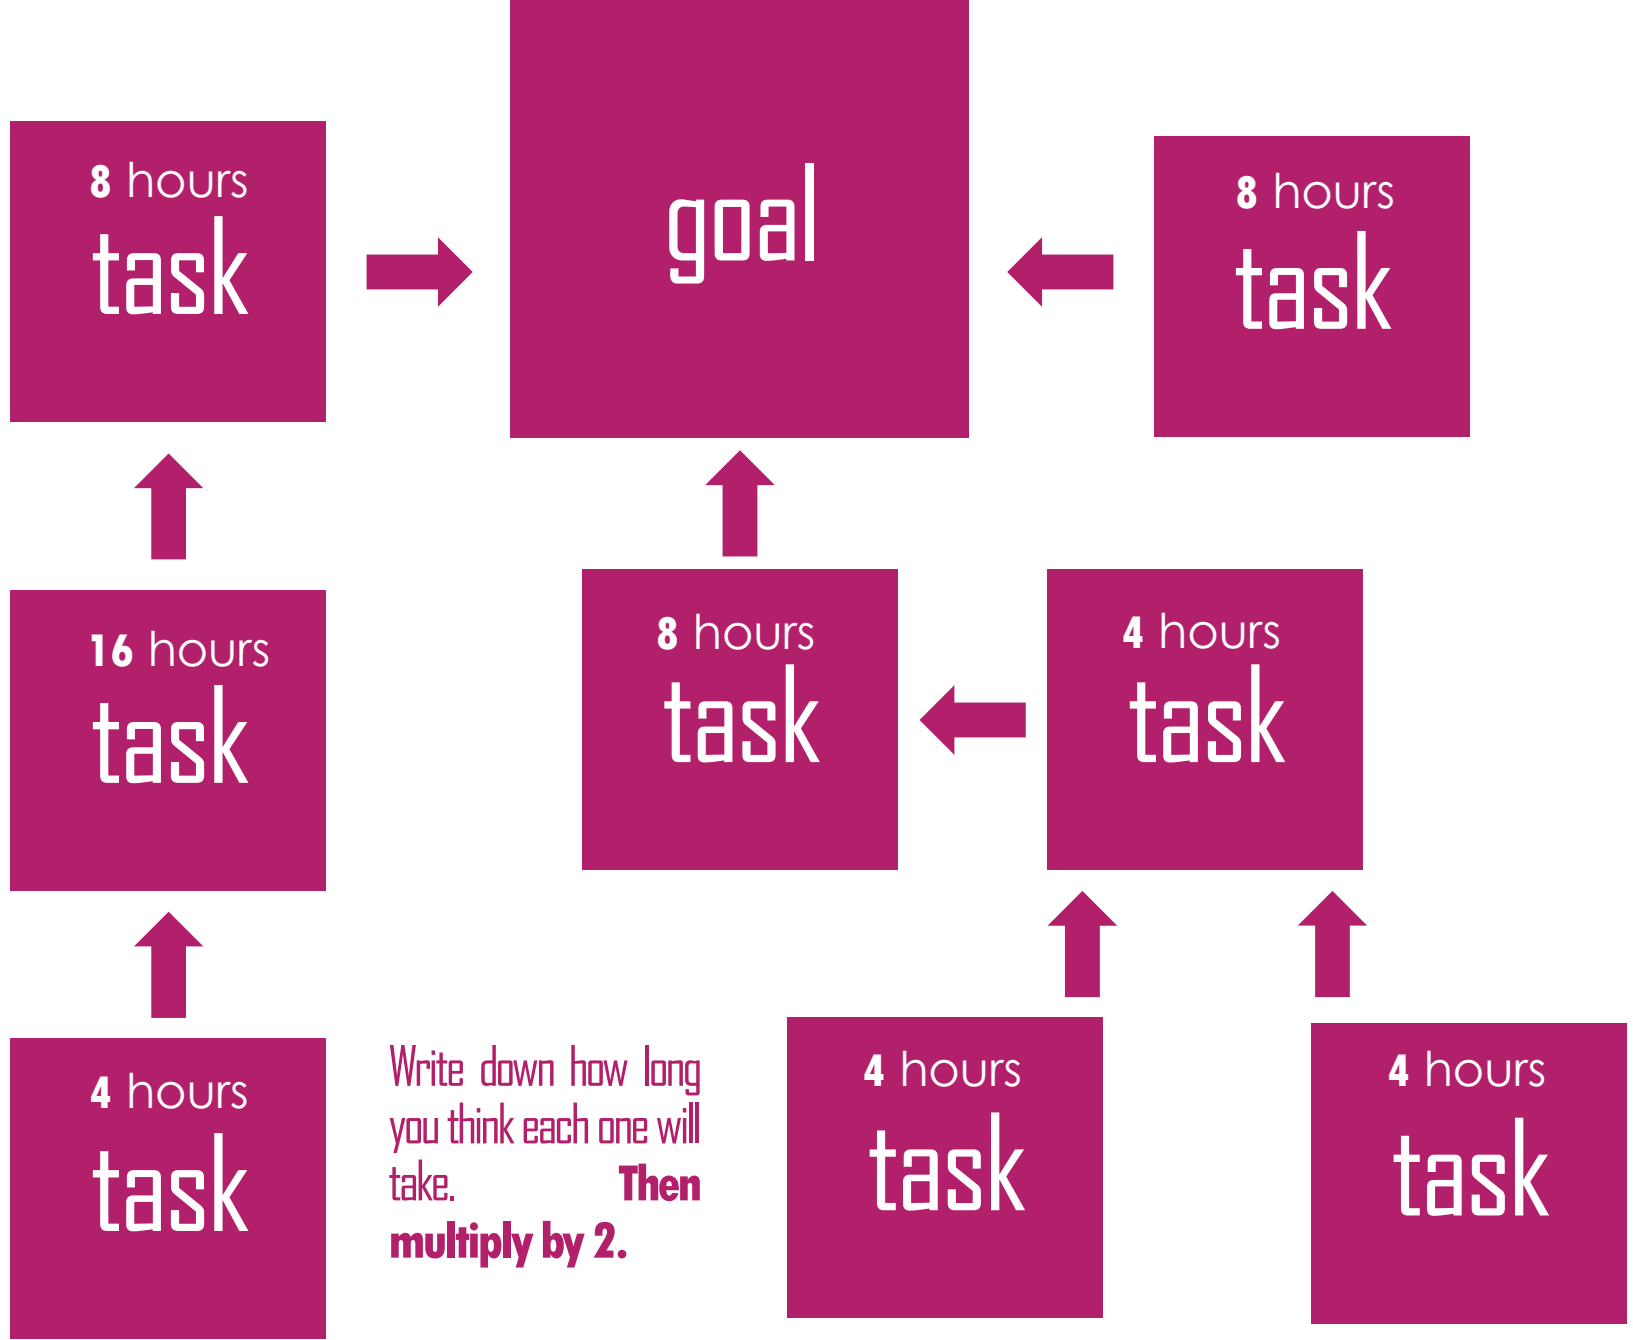 8 hours
task
goal
8 hours
task
16 hours
task
8 hours
task
4 hours
task
4 hours
task
Write down how long
you think each one will
take. Then
multiply by 2.
4 hours
task
4 hours
task